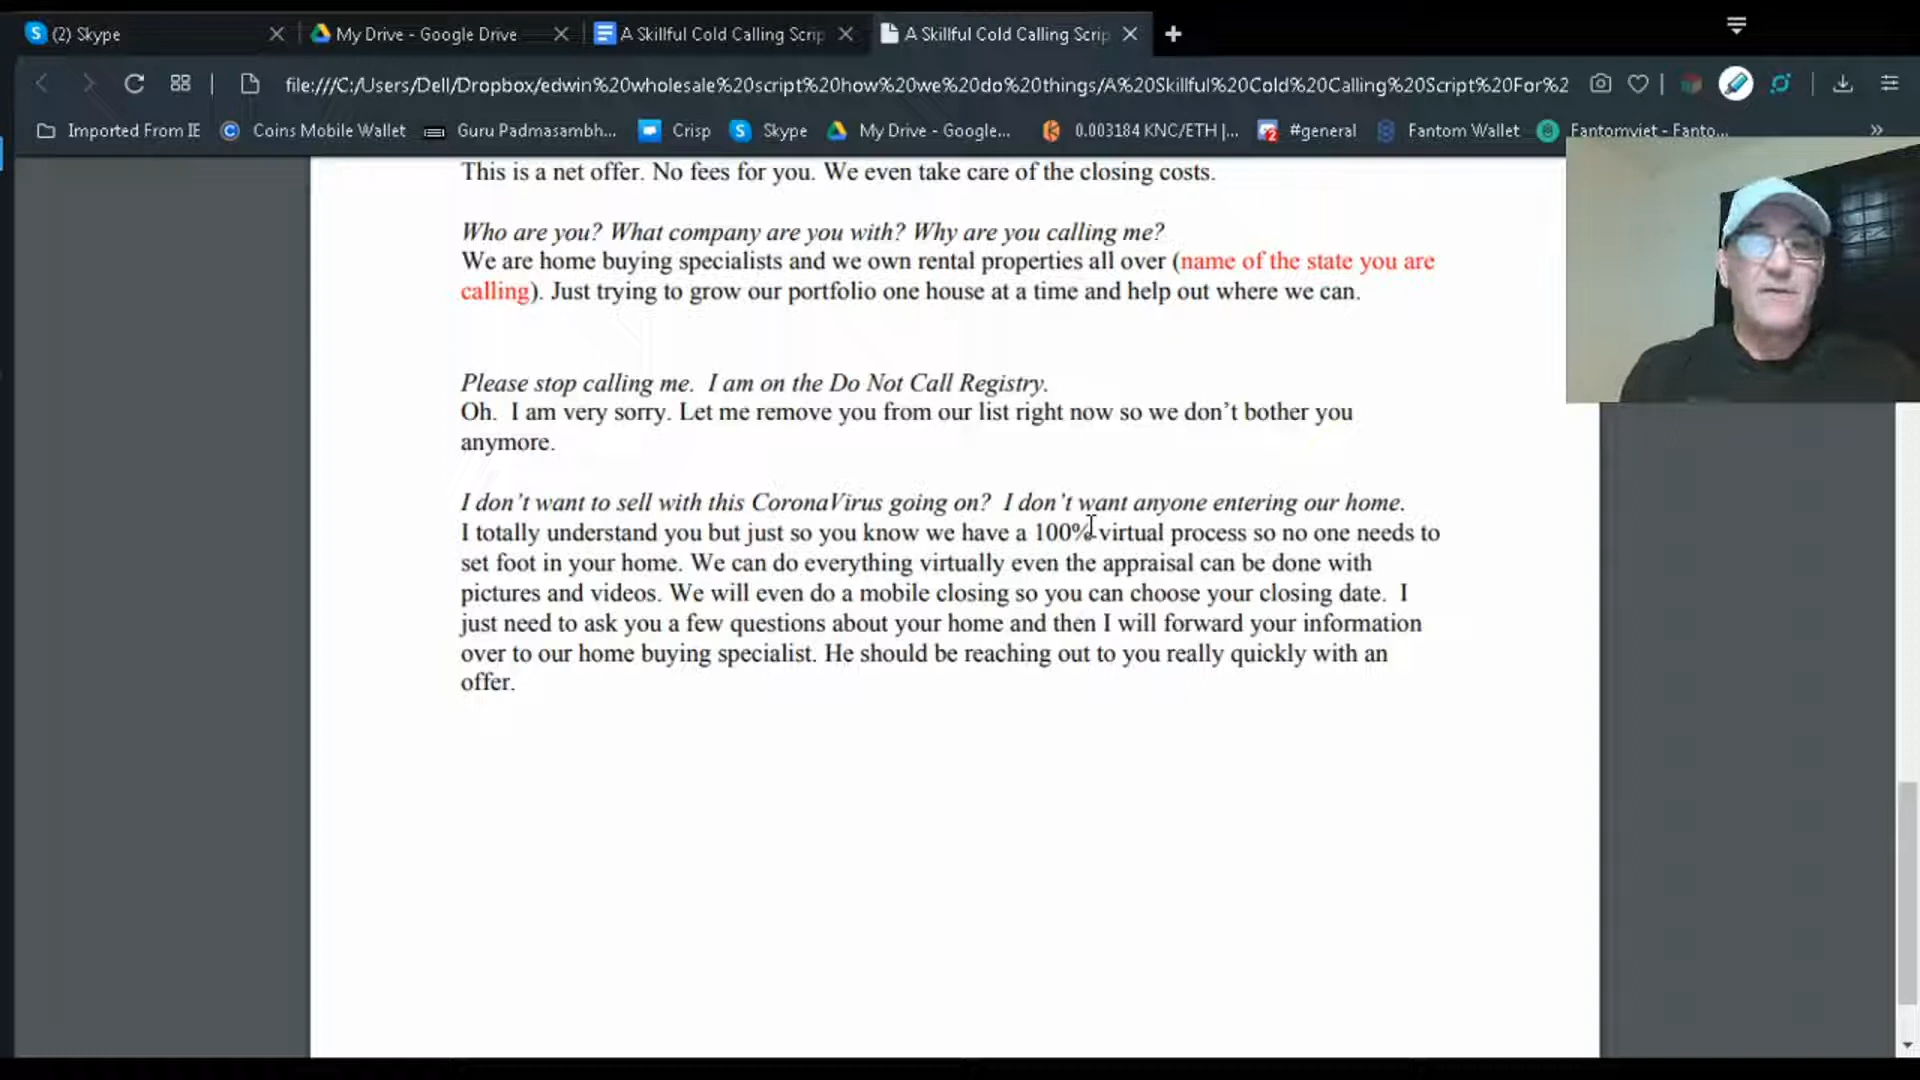 (2) Skype
My Drive - Google Drive
A Skillful Cold Calling Scrip
A Skillful Cold Calling Scrip
file:///C:/Users/Dell/Dropbox/edwin%20wholesale%20script%20how%20we%20do%20things/A%20Skillful%20Cold%20Calling%20Script%20For%2
Imported From IE
Coins Mobile Wallet
Guru Padmasambh...
Crisp
Skype
My Drive - Google...
0.003184 KNC/ETH |...
#general
Fantom Wallet
Fantomviet - Fanto...
This is a net offer. No fees for you. We even take care of the closing costs.
Who are you? What company are you with? Why are you calling me?
We are home buying specialists and we own rental properties all over (name of the state you are
calling). Just trying to grow our portfolio one house at a time and help out where we can.
Please stop calling me.  I am on the Do Not Call Registry.
Oh.  I am very sorry. Let me remove you from our list right now so we don't bother you
anymore.
I don't want to sell with this CoronaVirus going on?  I don't want anyone entering our home.
I totally understand you but just so you know we have a 100% virtual process so no one needs to
set foot in your home. We can do everything virtually even the appraisal can be done with
pictures and videos. We will even do a mobile closing so you can choose your closing date.  I
just need to ask you a few questions about your home and then I will forward your information
over to our home buying specialist. He should be reaching out to you really quickly with an
offer.